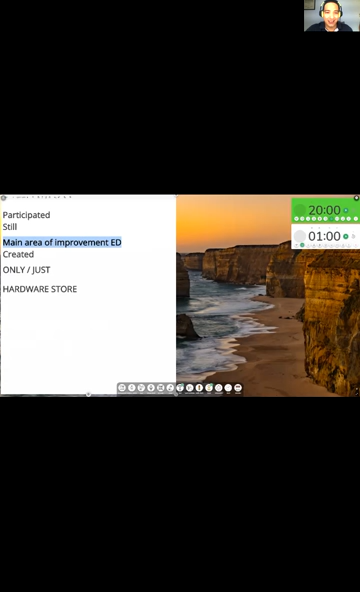 Participated
Still
Main area of improvement ED
Created
ONLY / JUST
HARDWARE STORE
20:00
01:00